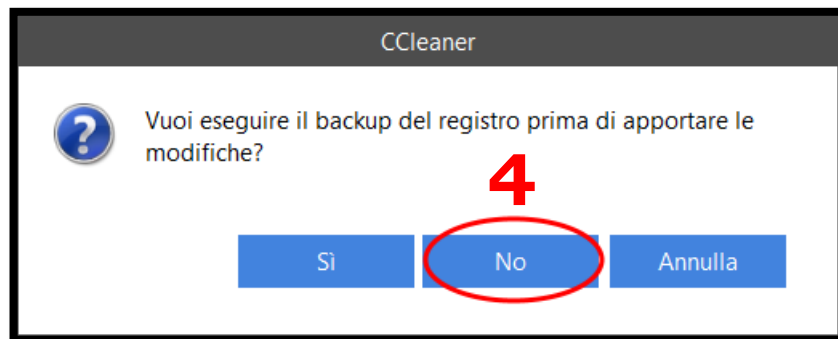 CCleaner
Vuoi eseguire il backup del registro prima di apportare le
modifiche?
4
Sì No Annulla